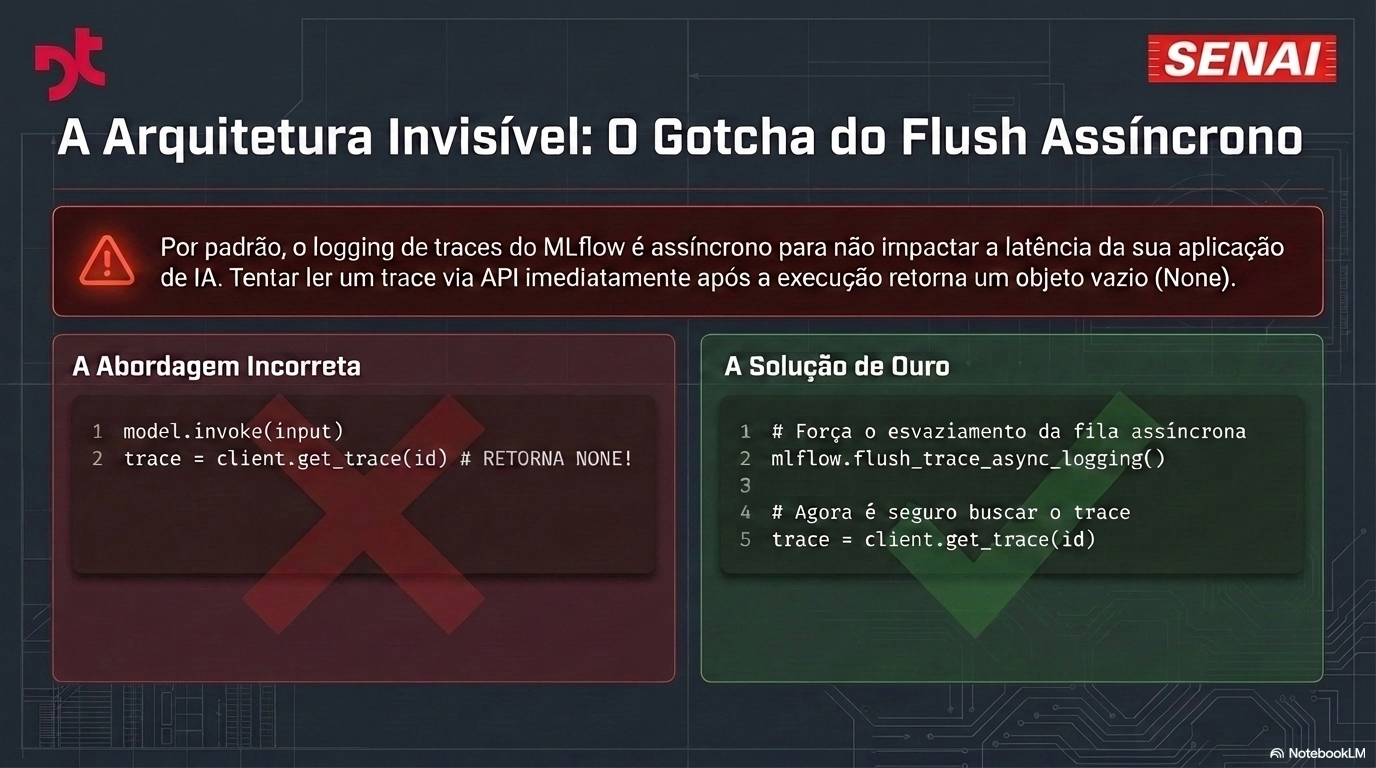 SENAI
A Arquitetura Invisível: O Gotcha do Flush Assíncrono
Por padrão, o logging de traces do MLflow é assíncrono para não impactar a latência da sua aplicação
de IA. Tentar ler um trace via API imediatamente após a execução retorna um objeto vazio (None).
A Abordagem Incorreta
1 model.invoke(input)
2 trace = client.get_trace(id) # RETORNA NONE!
A Solução de Ouro
1 # Força o esvaziamento da fila assíncrona
2 mlflow.flush_trace_async_logging()
3
4 # Agora é seguro buscar o trace
5 trace = client.get_trace(id)
NotebookLM